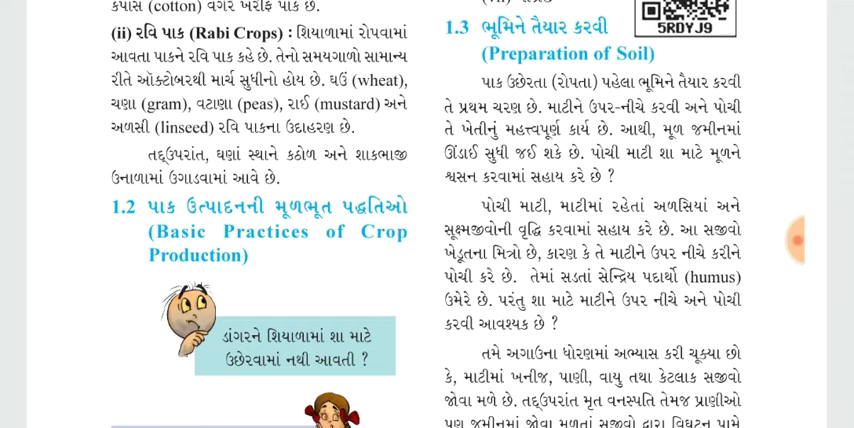 કપાસ (cotton) વગેરે ખરીફ પાક છે.
(ii) રવિ પાક (Rabi Crops) : શિયાળામાં રોપવામાં
આવતા પાકને રવિ પાક કહે છે. તેનો સમયગાળો સામાન્ય
રીતે ઑક્ટોબરથી માર્ચ સુધીનો હોય છે. ઘઉં (wheat),
ચણા (gram), વટાણા (peas), રાઈ (mustard) અને
અળસી (linseed) રવિ પાકના ઉદાહરણ છે.
તદ્ઉપરાંત, ઘણાં સ્થાને કઠોળ અને શાકભાજી
ઉનાળામાં ઉગાડવામાં આવે છે.
1.2 પાક ઉત્પાદનની મૂળભૂત પદ્ધતિઓ
(Basic Practices of Crop
Production)
ડાંગરને શિયાળામાં શા માટે
ઉછેરવામાં નથી આવતી ?
5RDYJ9
1.3 ભૂમિને તૈયાર કરવી
(Preparation of Soil)
પાક ઉછેરતા (રોપતા) પહેલા ભૂમિને તૈયાર કરવી
તે પ્રથમ ચરણ છે. માટીને ઉપર-નીચે કરવી અને પોચી
તે ખેતીનું મહત્ત્વપૂર્ણ કાર્ય છે. આથી, મૂળ જમીનમાં
ઊંડાઈ સુધી જઈ શકે છે. પોચી માટી શા માટે મૂળને
શ્વસન કરવામાં સહાય કરે છે ?
પોચી માટી, માટીમાં રહેતાં અળસિયાં અને
સૂક્ષ્મજીવોની વૃદ્ધિ કરવામાં સહાય કરે છે. આ સજીવો
ખેડૂતના મિત્રો છે, કારણ કે તે માટીને ઉપર નીચે કરીને
પોચી કરે છે. તેમાં સડતાં સેન્દ્રિય પદાર્થો (humus)
ઉમેરે છે. પરંતુ શા માટે માટીને ઉપર નીચે અને પોચી
કરવી આવશ્યક છે ?
તમે અગાઉના ધોરણમાં અભ્યાસ કરી ચૂક્યા છો
કે, માટીમાં ખનીજ, પાણી, વાયુ તથા કેટલાક સજીવો
જોવા મળે છે. તદ્ઉપરાંત મૃત વનસ્પતિ તેમજ પ્રાણીઓ
પણ જમીનમાં જોવા મળતાં સજીવો દ્વારા વિઘટન પામે